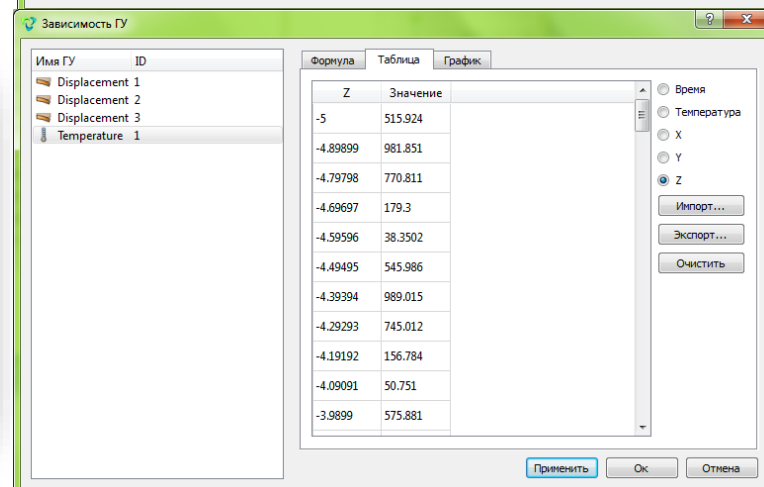 Зависимость ГУ
Имя ГУ ID
Displacement 1
Displacement 2
Displacement 3
Temperature 1
Формула Таблица График
Z Значение
-5 515.924
-4.89899 981.851
-4.79798 770.811
-4.69697 179.3
-4.59596 38.3502
-4.49495 545.986
-4.39394 989.015
-4.29293 745.012
-4.19192 156.784
-4.09091 50.751
-3.9899 575.881
Время
Температура
X
Y
Z
Импорт...
Экспорт...
Очистить
Применить Ок Отмена